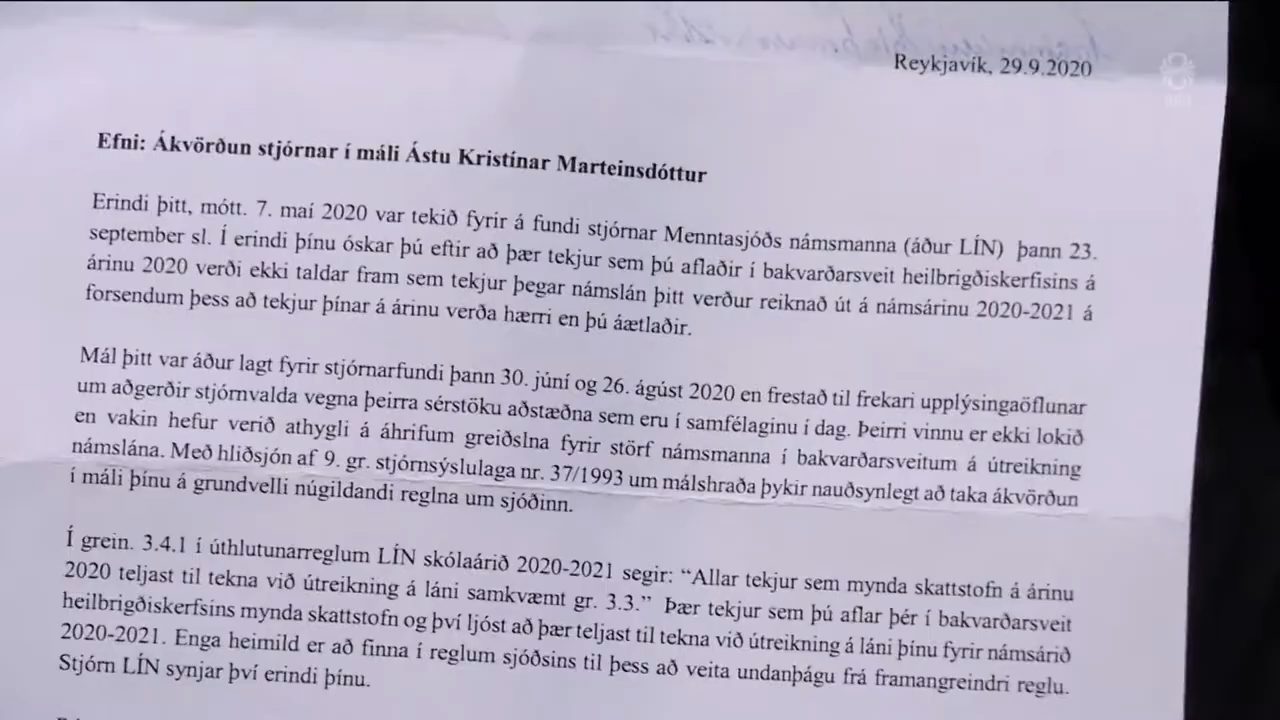 Reykjavík, 29.9.2020
Efni: Ákvörðun stjórnar í máli Ástu Kristínar Marteinsdóttur
Erindi þitt, mótt. 7. maí 2020 var tekið fyrir á fundi stjórnar Menntasjóðs námsmanna (áður LÍN) þann 23.
september sl. Í erindi þínu óskar þú eftir að þær tekjur sem þú aflaðir í bakvarðarsveit heilbrigðiskerfisins á
árinu 2020 verði ekki taldar fram sem tekjur þegar námslán þitt verður reiknað út á námsárinu 2020-2021 á
forsendum þess að tekjur þínar á árinu verða hærri en þú áætlaðir.
Mál þitt var áður lagt fyrir stjórnarfundi þann 30. júní og 26. ágúst 2020 en frestað til frekari upplýsingaöflunar
um aðgerðir stjórnvalda vegna þeirra sérstöku aðstæðna sem eru í samfélaginu í dag. Þeirri vinnu er ekki lokið
en vakin hefur verið athygli á áhrifum greiðslna fyrir störf námsmanna í bakvarðarsveitum á útreikning
námslána. Með hliðsjón af 9. gr. stjórnsýslulaga nr. 37/1993 um málshraða þykir nauðsynlegt að taka ákvörðun
í máli þínu á grundvelli núgildandi reglna um sjóðinn.
Í grein. 3.4.1 í úthlutunarreglum LÍN skólaárið 2020-2021 segir: “Allar tekjur sem mynda skattstofn á árinu
2020 teljast til tekna við útreikning á láni samkvæmt gr. 3.3.” Þær tekjur sem þú aflar þér í bakvarðarsveit
heilbrigðiskerfsins mynda skattstofn og því ljóst að þær teljast til tekna við útreikning á láni þínu fyrir námsárið
2020-2021. Enga heimild er að finna í reglum sjóðsins til þess að veita undanþágu frá framangreindri reglu.
Stjórn LÍN synjar því erindi þínu.